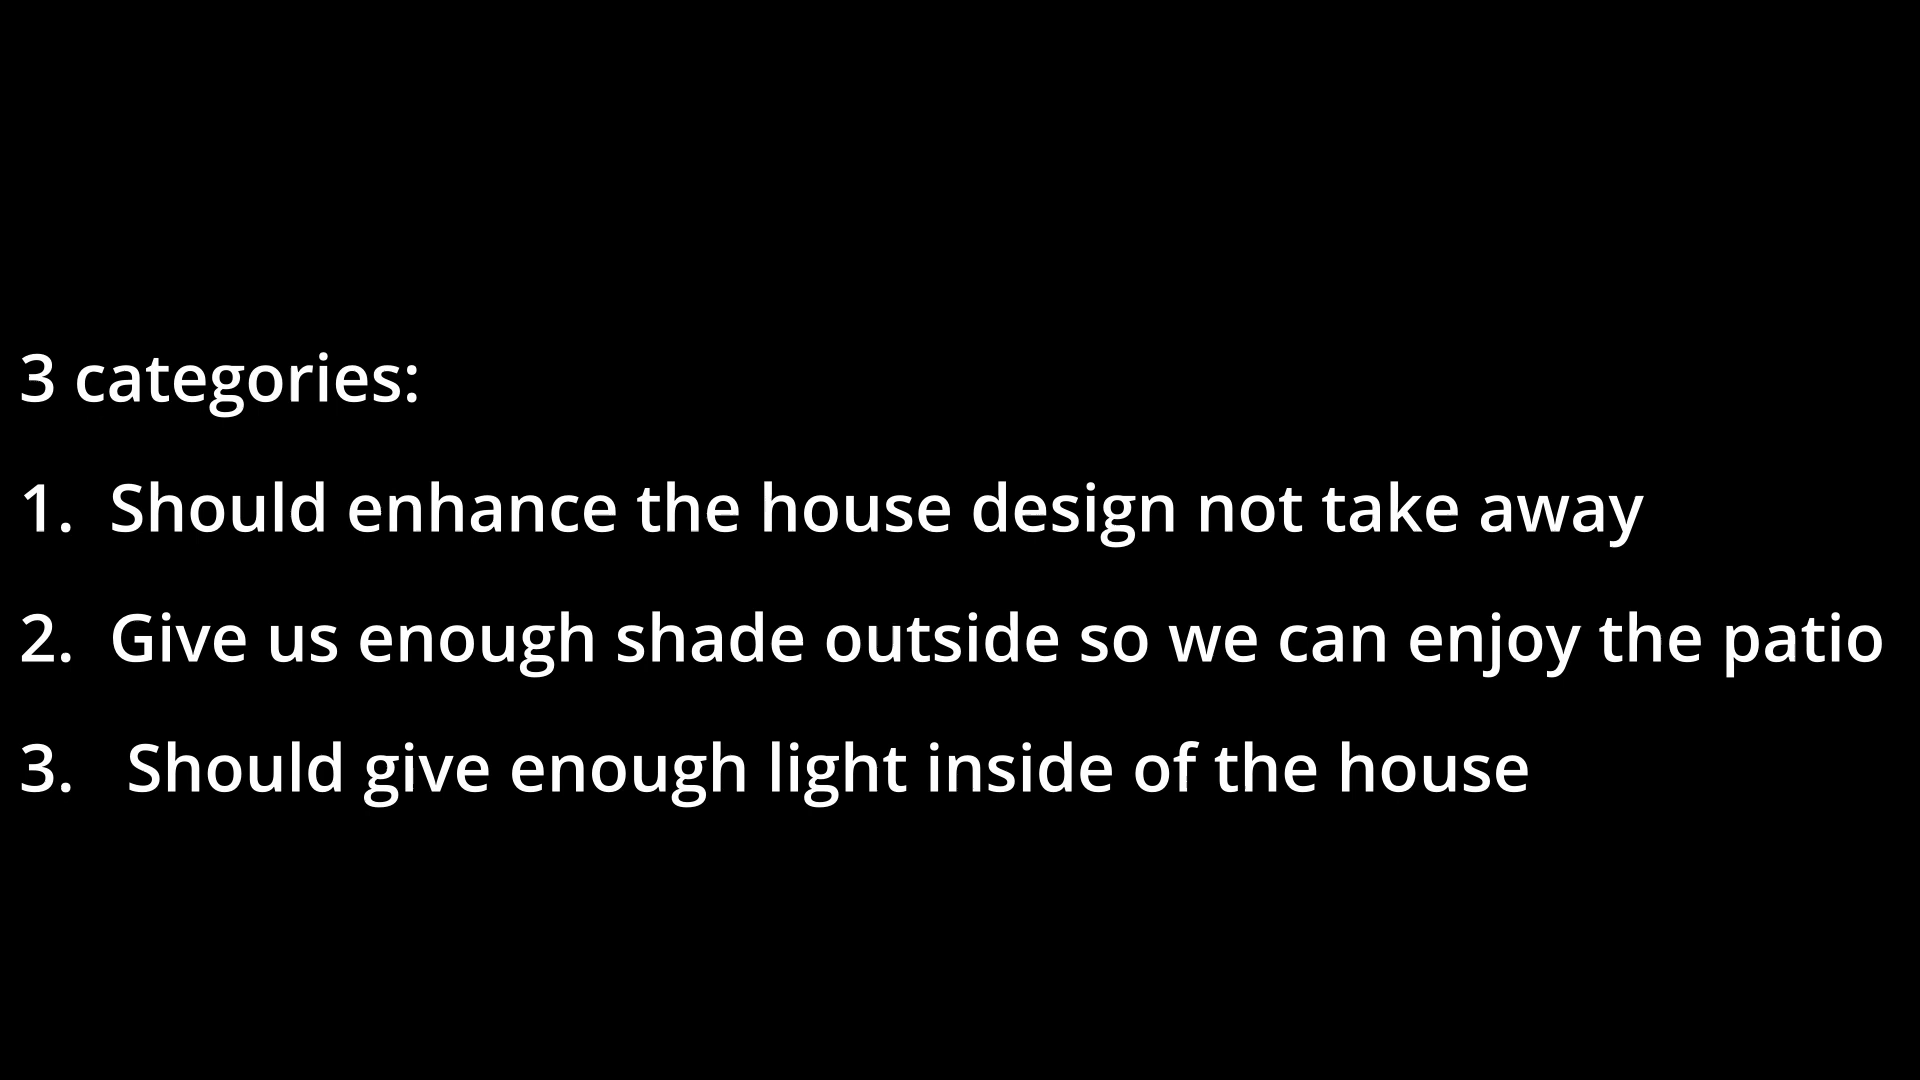 3 categories:
1. Should enhance the house design not take away
2. Give us enough shade outside so we can enjoy the patio
3. Should give enough light inside of the house